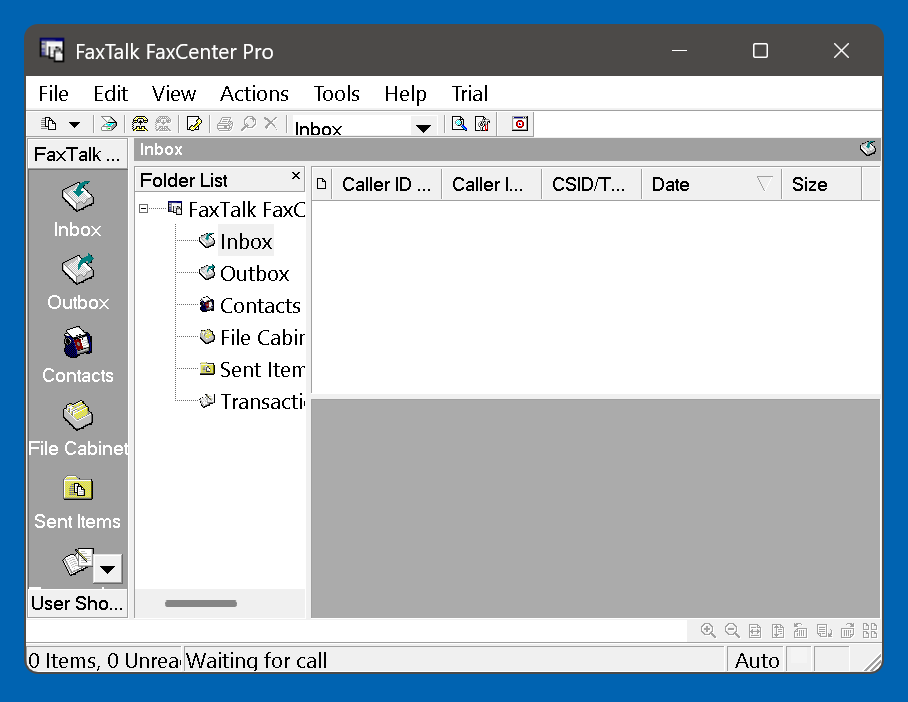 FaxTalk FaxCenter Pro
File Edit View Actions Tools Help Trial
Inbox
FaxTalk ...
Inbox
Outbox
Contacts
File Cabinet
Sent Items
User Sho...
Inbox
Folder List
FaxTalk FaxC
Inbox
Outbox
Contacts
File Cabin
Sent Item
Transacti
Caller ID ... Caller I... CSID/T... Date Size
0 Items, 0 Unrea Waiting for call Auto